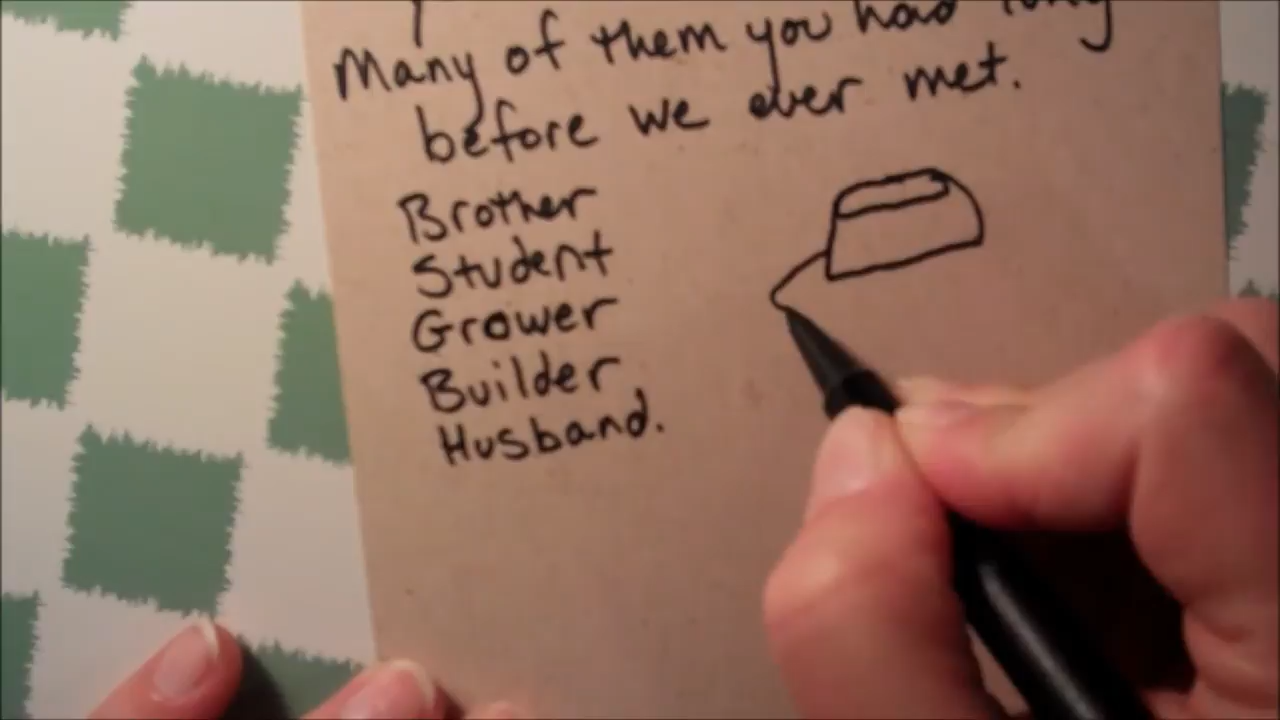 Many of them you had long
before we ever met.
Brother
Student
Grower
Builder
Husband.